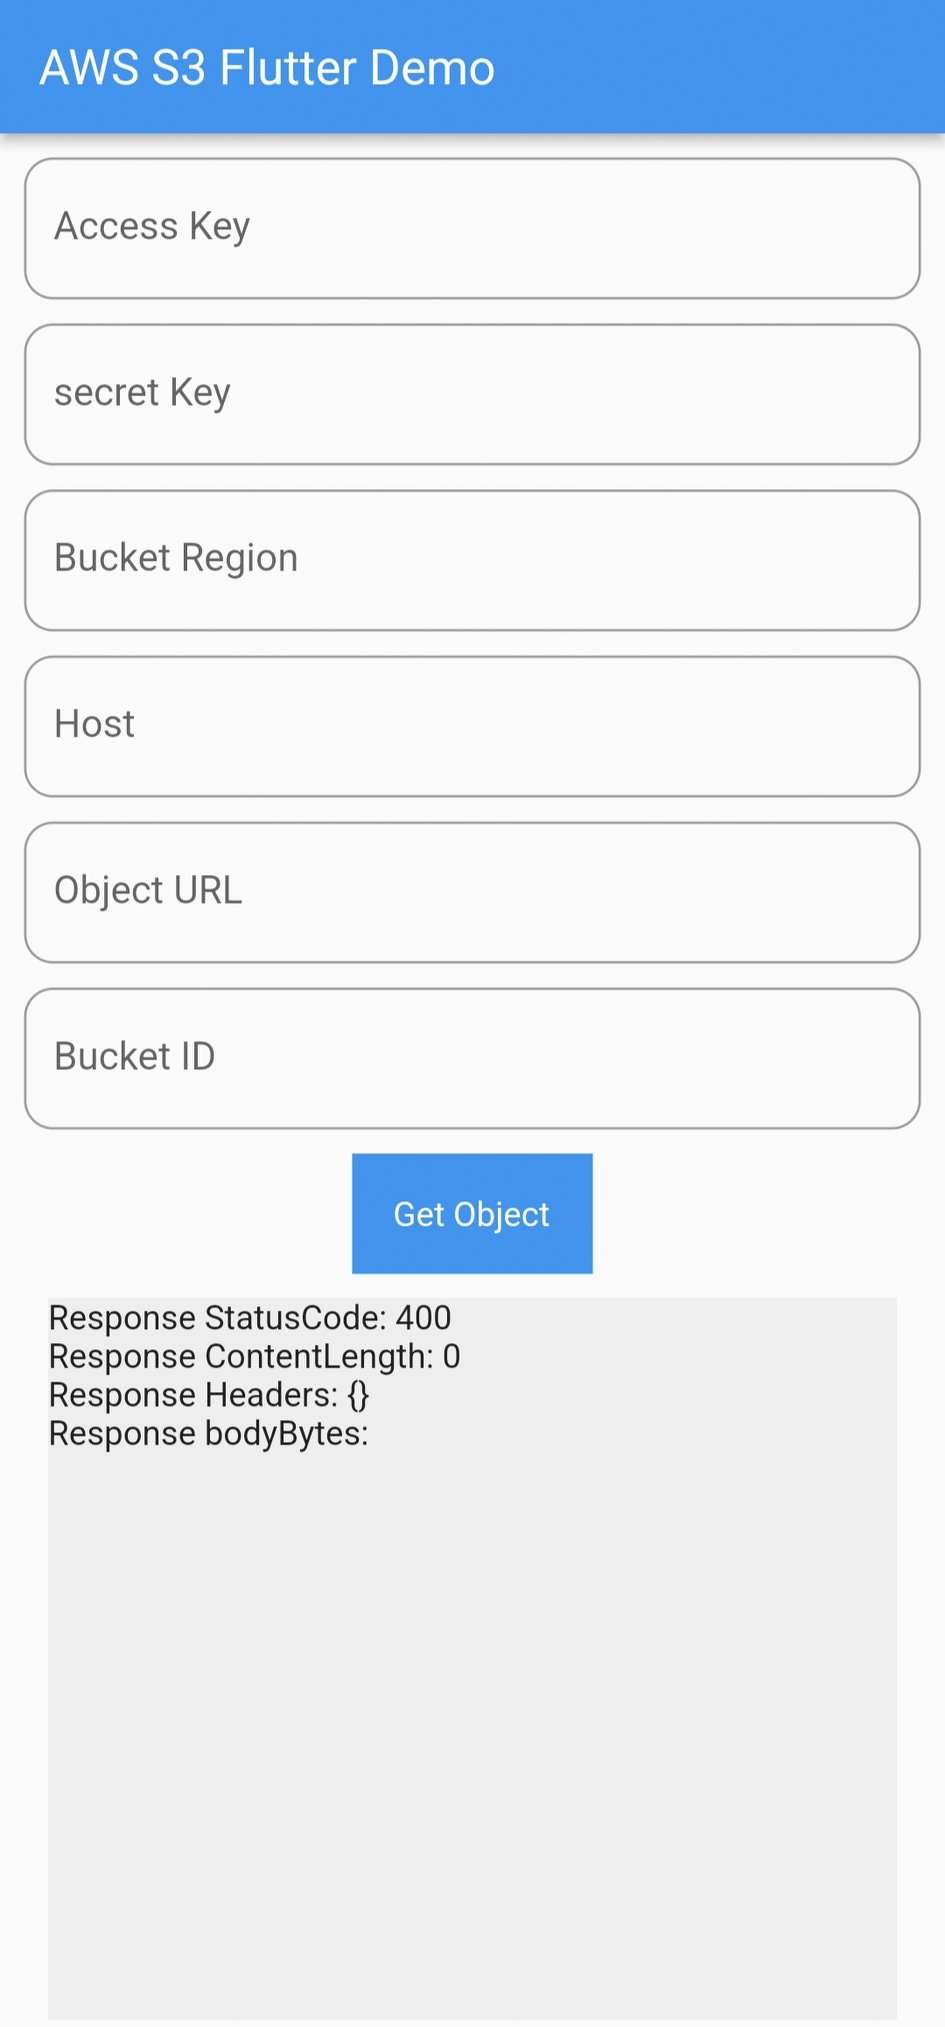 AWS S3 Flutter Demo
Access Key
secret Key
Bucket Region
Host
Object URL
Bucket ID
Get Object
Response StatusCode: 400
Response ContentLength: 0
Response Headers: {}
Response bodyBytes: